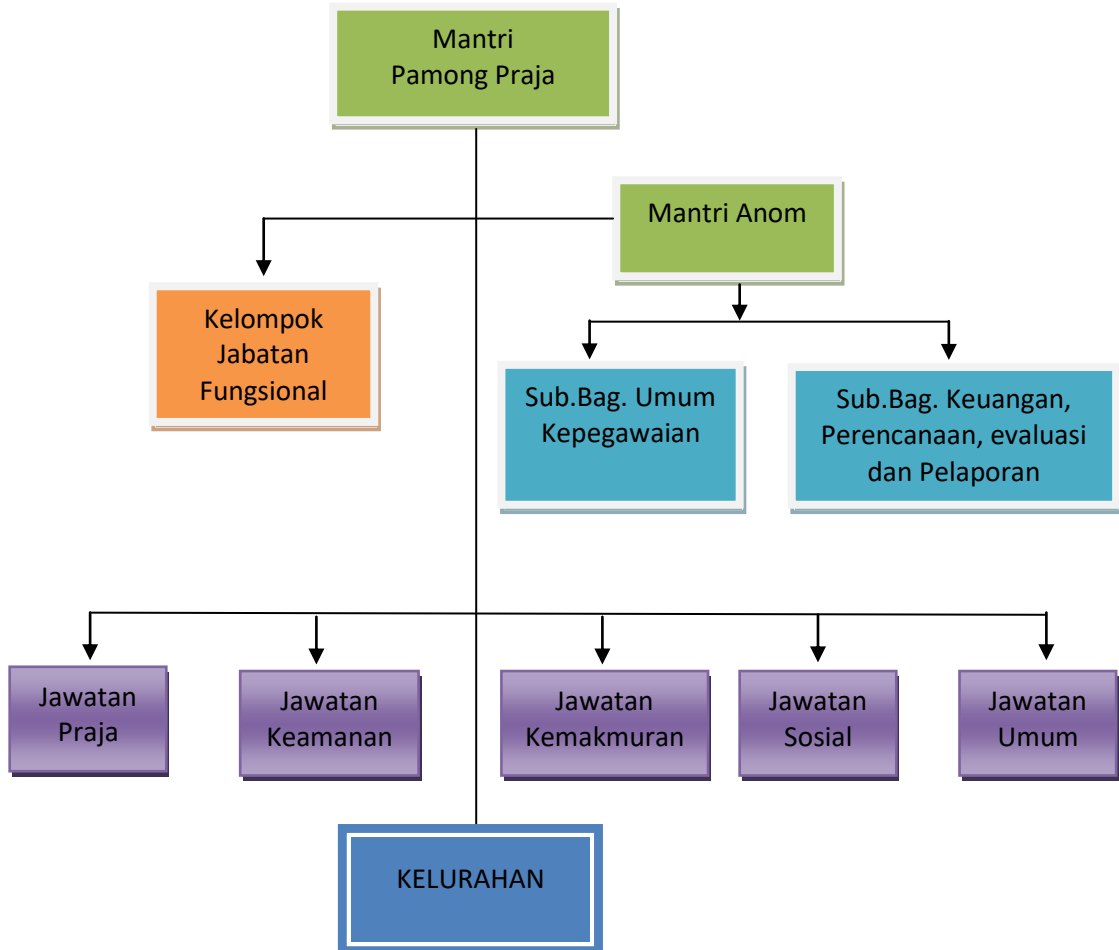 Mantri
Pamong Praja
Mantri Anom
Kelompok
Jabatan
Fungsional
Sub.Bag. Umum
Kepegawaian
Sub.Bag. Keuangan,
Perencanaan, evaluasi
dan Pelaporan
Jawatan
Praja
Jawatan
Keamanan
Jawatan
Kemakmuran
Jawatan
Sosial
Jawatan
Umum
KELURAHAN